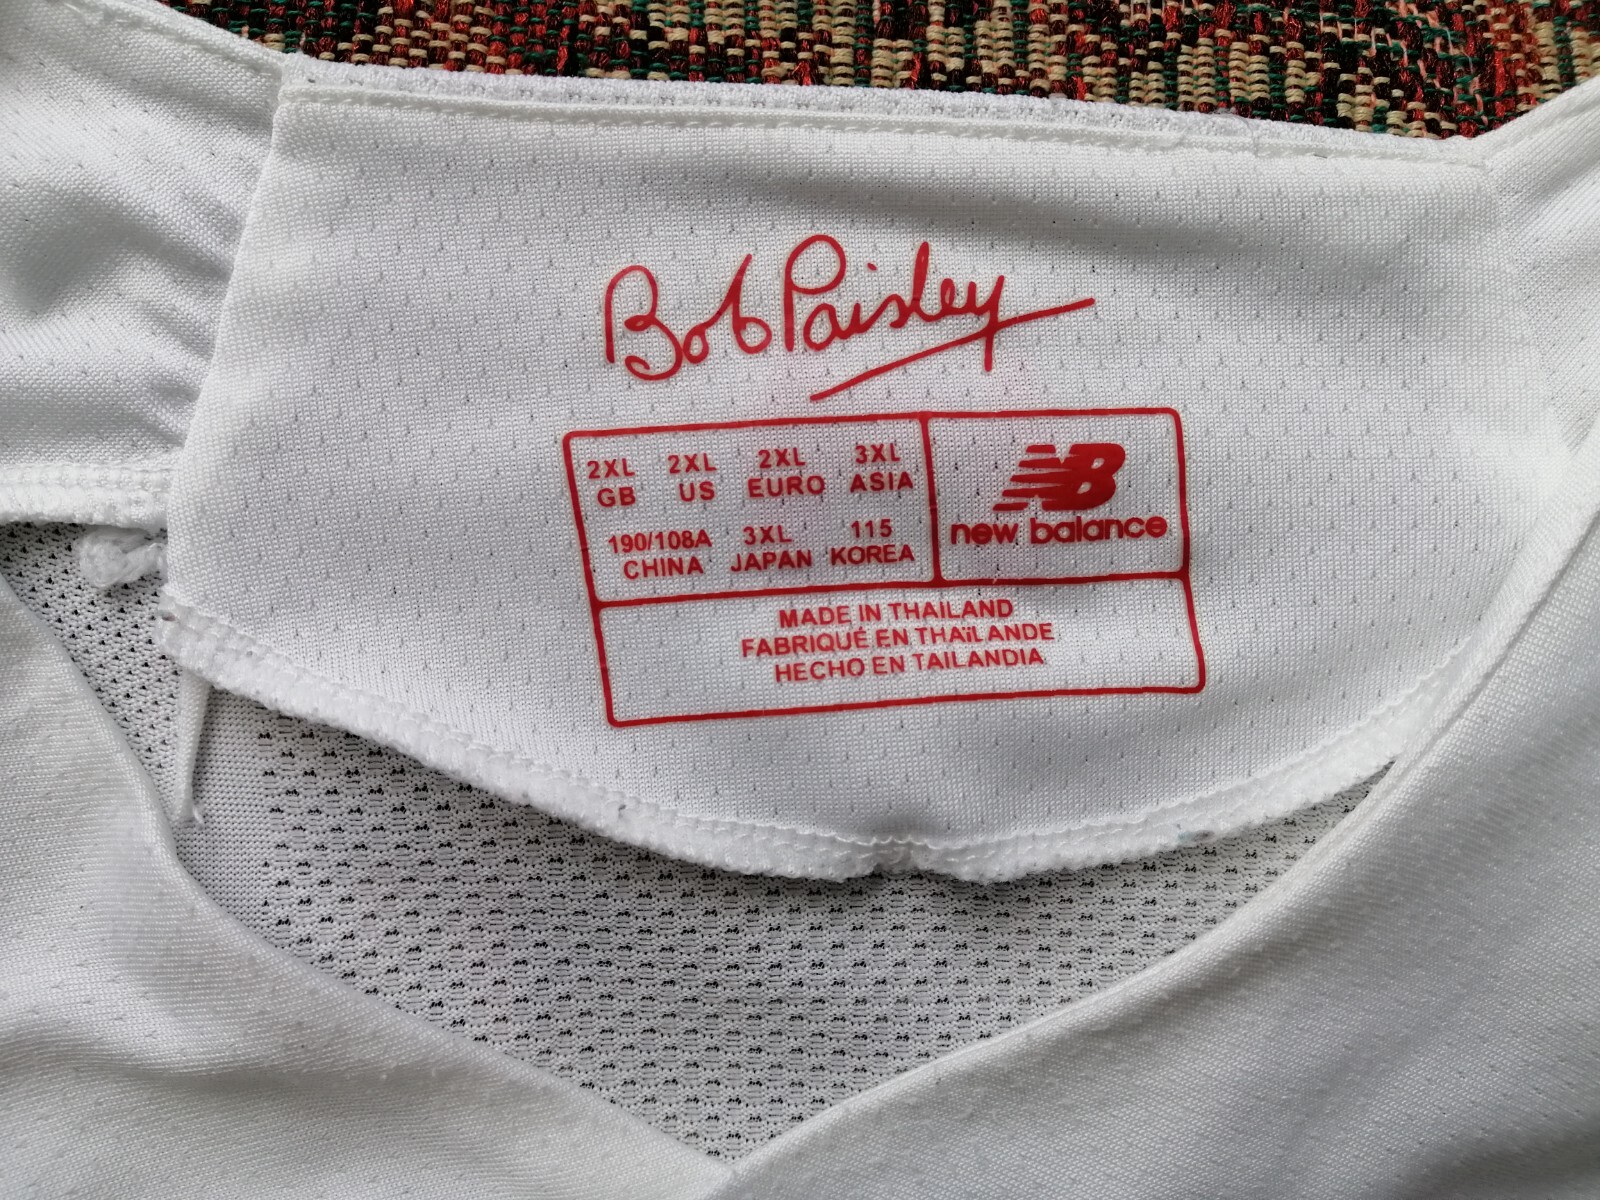 Bob Paisley
2XL 2XL 2XL 3XL
GB US EURO ASIA
190/108A 3XL 115
CHINA JAPAN KOREA
NB
new balance
MADE IN THAILAND
FABRIQUÉ EN THAÏLANDE
HECHO EN TAILANDIA